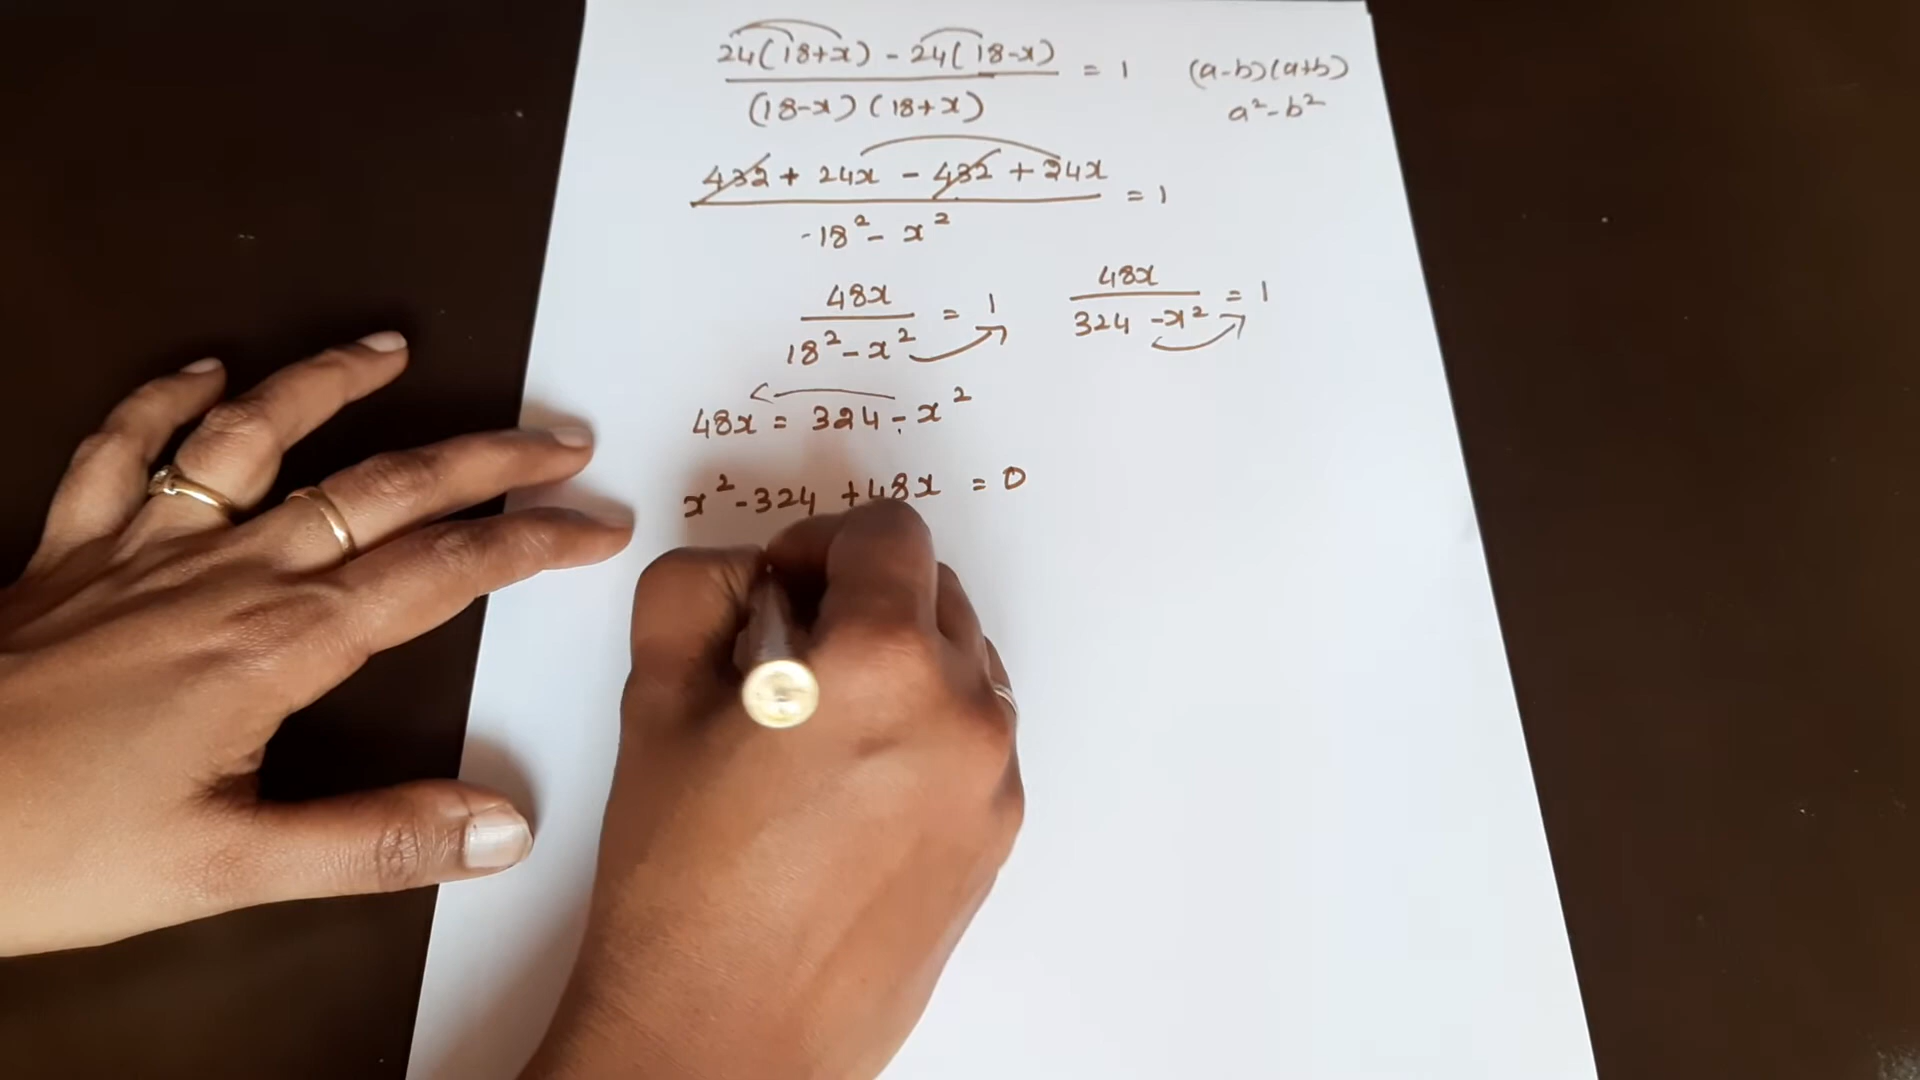 24(18+x) - 24(18-x) / (18-x)(18+x) = 1
(a-b)(a+b)
a² - b²
432 + 24x - 432 + 24x / 18² - x² = 1
48x / 18² - x² = 1
48x / 324 - x² = 1
48x = 324 - x²
x² - 324 + 48x = 0